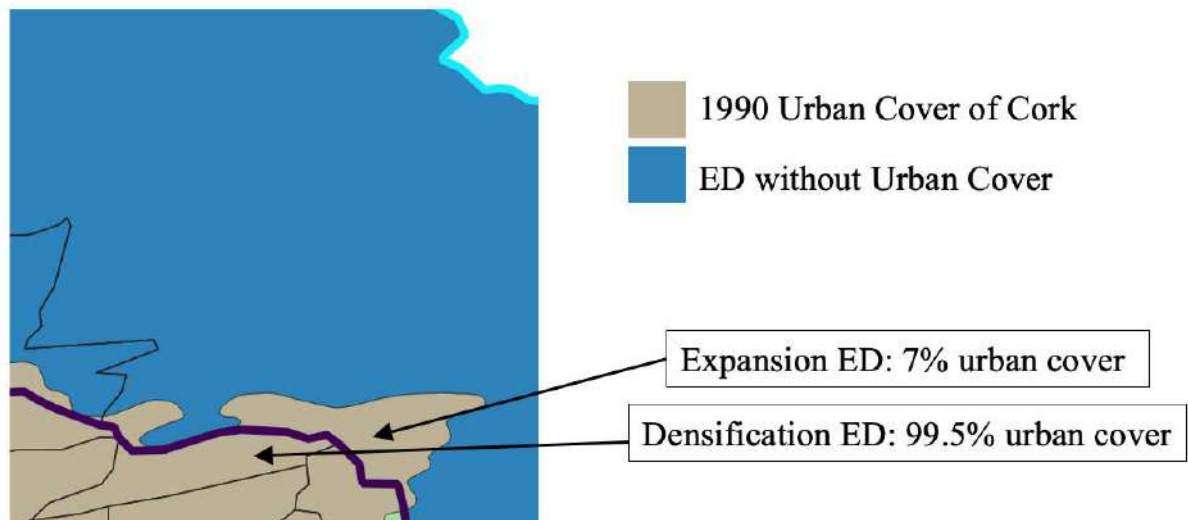 1990 Urban Cover of Cork
ED without Urban Cover
Expansion ED: 7% urban cover
Densification ED: 99.5% urban cover